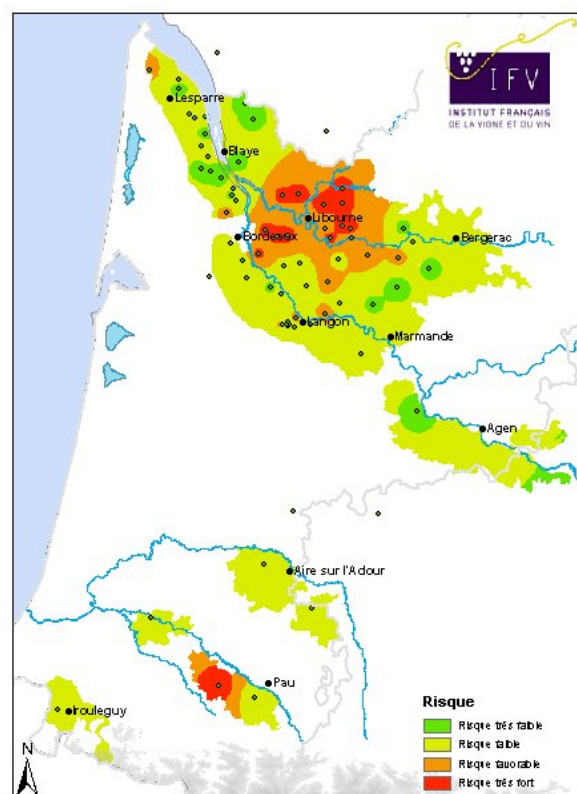 IFV
INSTITUT FRANÇAIS
DE LA VIGNE ET DU VIN
Lesparre
Blaye
Libourne
Bordeaux
Bergerac
Langon
Marmande
Agen
Aire sur l'Adour
Pau
Irouleguy
N
Risque
Risque très faible
Risque faible
Risque favorable
Risque très fort